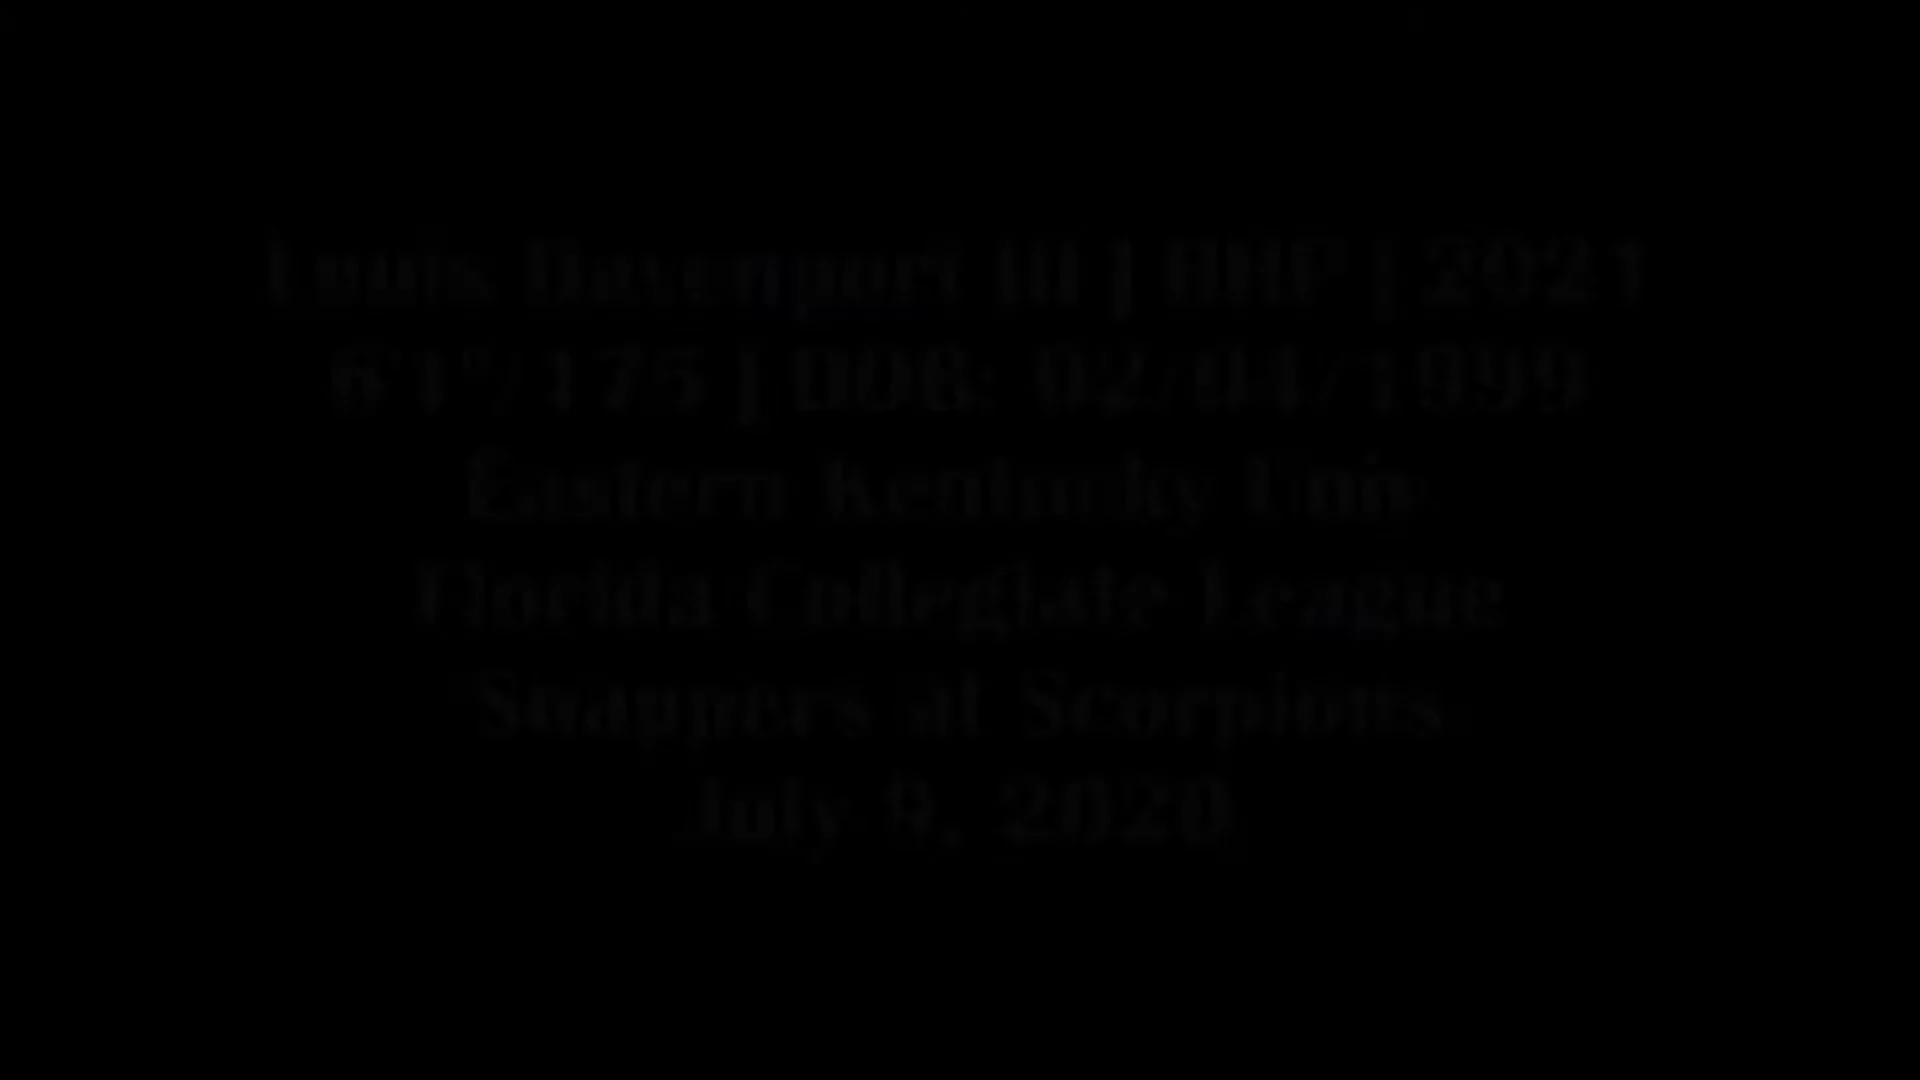 Louis Davenport III | RHP | 2021
6'1"/175 | DOB: 02/04/1999
Eastern Kentucky Univ.
Florida Collegiate League
Snappers at Scorpions
July 9, 2020